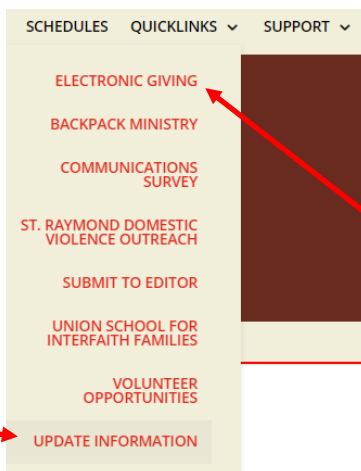 SCHEDULES QUICKLINKS SUPPORT
ELECTRONIC GIVING
BACKPACK MINISTRY
COMMUNICATIONS
SURVEY
ST. RAYMOND DOMESTIC
VIOLENCE OUTREACH
SUBMIT TO EDITOR
UNION SCHOOL FOR
INTERFAITH FAMILIES
VOLUNTEER
OPPORTUNITIES
UPDATE INFORMATION